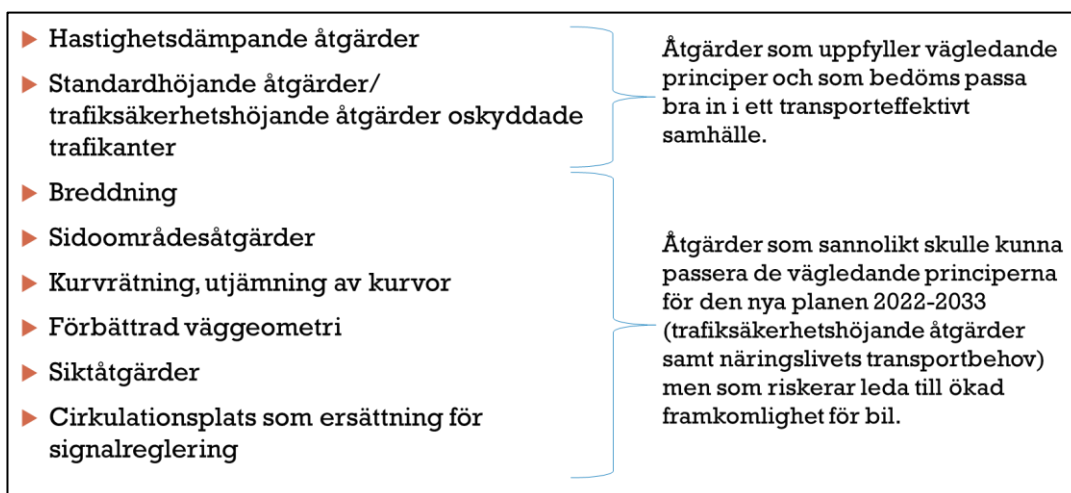 Hastighetsdämpande åtgärder
Standardhöjande åtgärder/
trafiksäkerhetshöjande åtgärder oskyddade
trafikanter
Breddning
Sidoområdesåtgärder
Kurvrätning, utjämning av kurvor
Förbättrad väggeometri
Siktåtgärder
Cirkulationsplats som ersättning för
signalreglering
Åtgärder som uppfyller vägledande
principer och som bedöms passa
bra in i ett transporteffektivt
samhälle.
Åtgärder som sannolikt skulle kunna
passera de vägledande principerna
för den nya planen 2022-2033
(trafiksäkerhetshöjande åtgärder
samt näringslivets transportbehov)
men som riskerar leda till ökad
framkomlighet för bil.